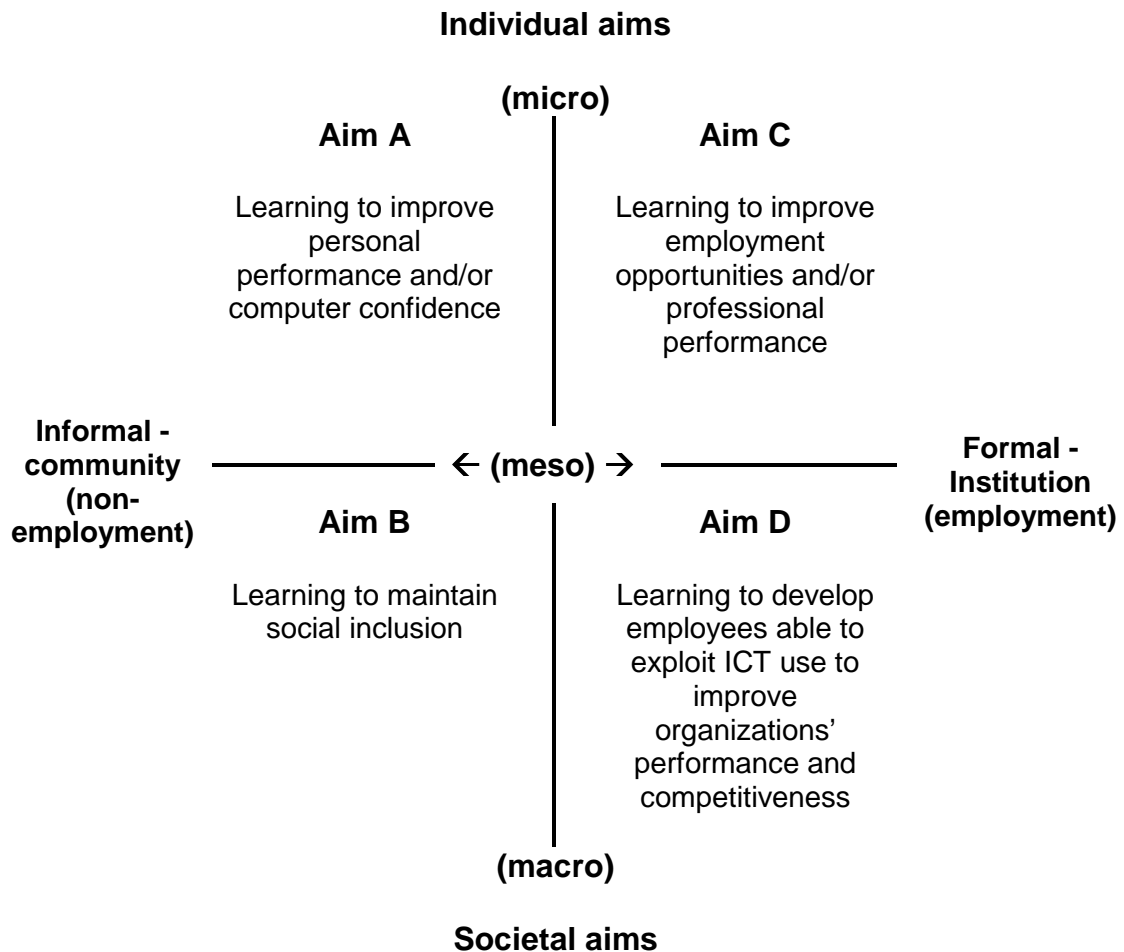 Individual aims
(micro)
Aim A
Learning to improve
personal
performance and/or
computer confidence
Aim C
Learning to improve
employment
opportunities and/or
professional
performance
Informal -
community
(non-
employment)
← (meso) →
Formal -
Institution
(employment)
Aim B
Learning to maintain
social inclusion
Aim D
Learning to develop
employees able to
exploit ICT use to
improve
organizations’
performance and
competitiveness
(macro)
Societal aims